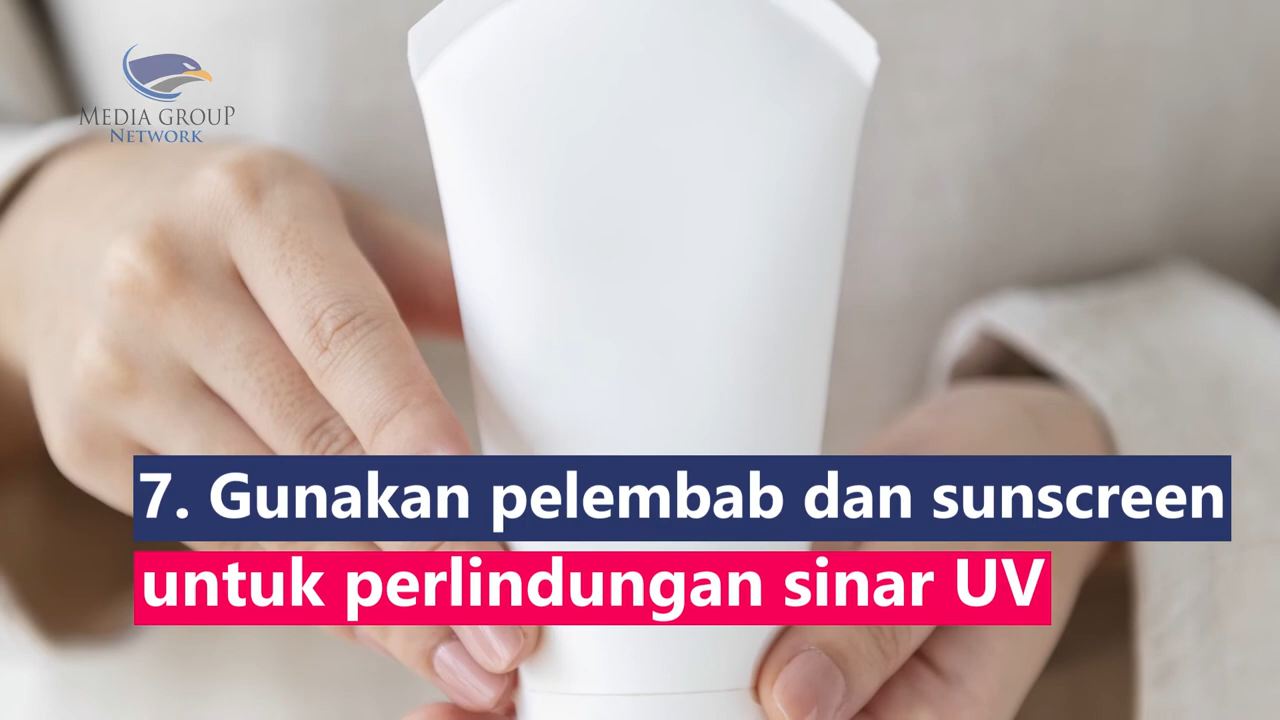 MEDIA GROUP
NETWORK
7. Gunakan pelembab dan sunscreen
untuk perlindungan sinar UV